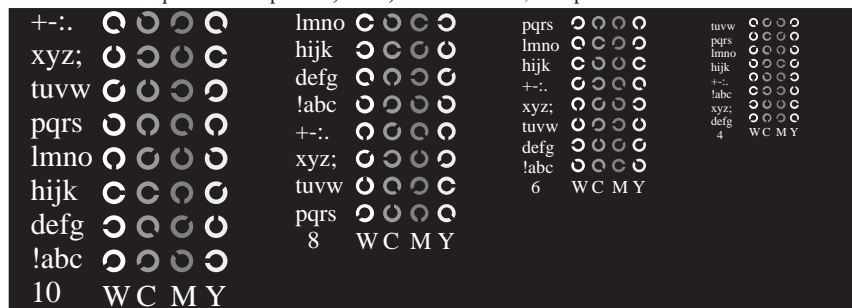 +-:.
xyz;
tuvw
pqrs
lmno
hijk
defg
!abc
10 W C M Y
lmno
hijk
defg
!abc
+-:.
xyz;
tuvw
pqrs
8 W C M Y
pqrs
lmno
hijk
+-:.
xyz;
tuvw
defg
!abc
6 W C M Y
tuvw
pqrs
lmno
hijk
+-:.
!abc
xyz;
defg
4 W C M Y